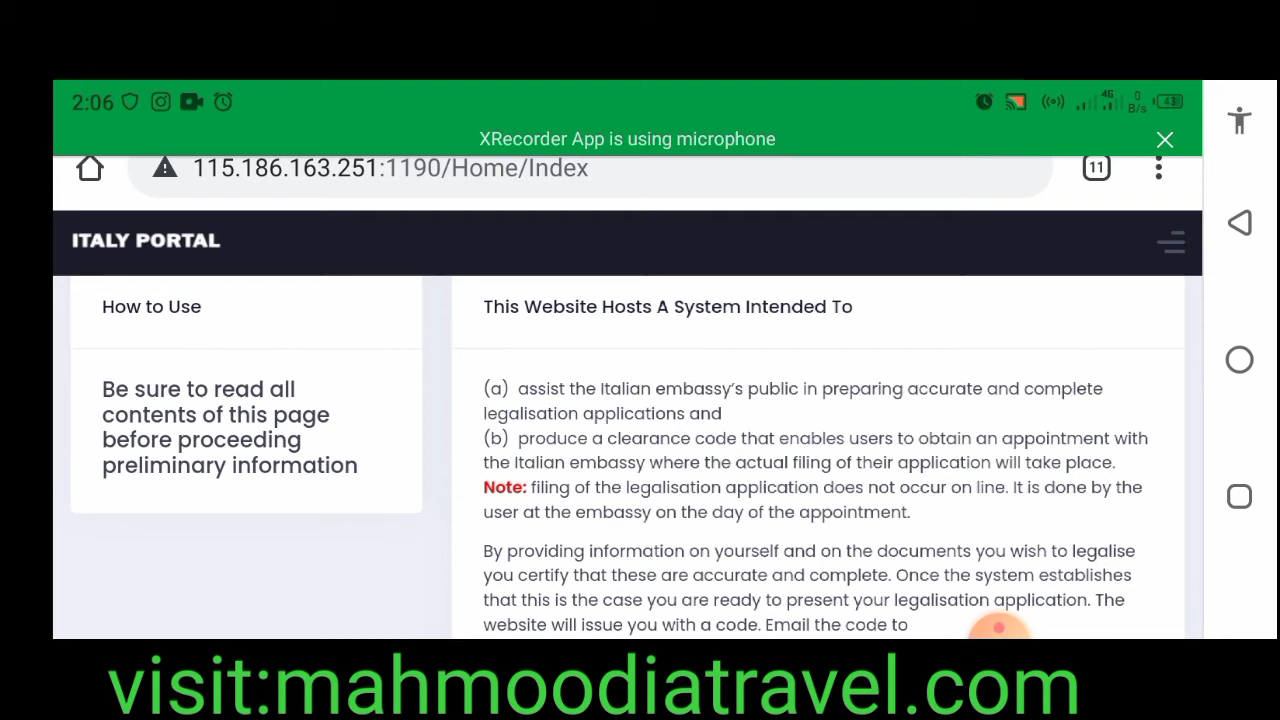 2:06
46
0
B/s
43
XRecorder App is using microphone
115.186.163.251:1190/Home/Index
11
ITALY PORTAL
How to Use
Be sure to read all
contents of this page
before proceeding
preliminary information
This Website Hosts A System Intended To
(a) assist the Italian embassy's public in preparing accurate and complete
legalisation applications and
(b) produce a clearance code that enables users to obtain an appointment with
the Italian embassy where the actual filing of their application will take place.
Note: filing of the legalisation application does not occur on line. It is done by the
user at the embassy on the day of the appointment.
By providing information on yourself and on the documents you wish to legalise
you certify that these are accurate and complete. Once the system establishes
that this is the case you are ready to present your legalisation application. The
website will issue you with a code. Email the code to
visit:mahmoodiatravel.com